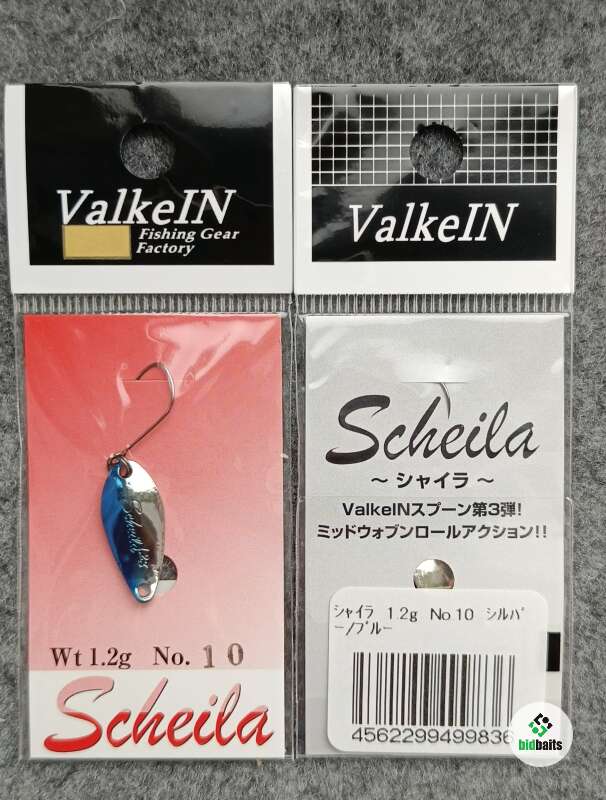 ValkeIN
Fishing Gear
Factory
Wt 1.2g No. 10
Scheila
ValkeIN
Scheila
～シャイラ～
ValkeINスプーン第3弾!
ミッドウォブンロールアクション!!
ｼｬｲﾗ 1.2g No10 ｼﾙﾊﾞ
ｰ/ﾌﾞﾙｰ
4562299499836
bidbaits